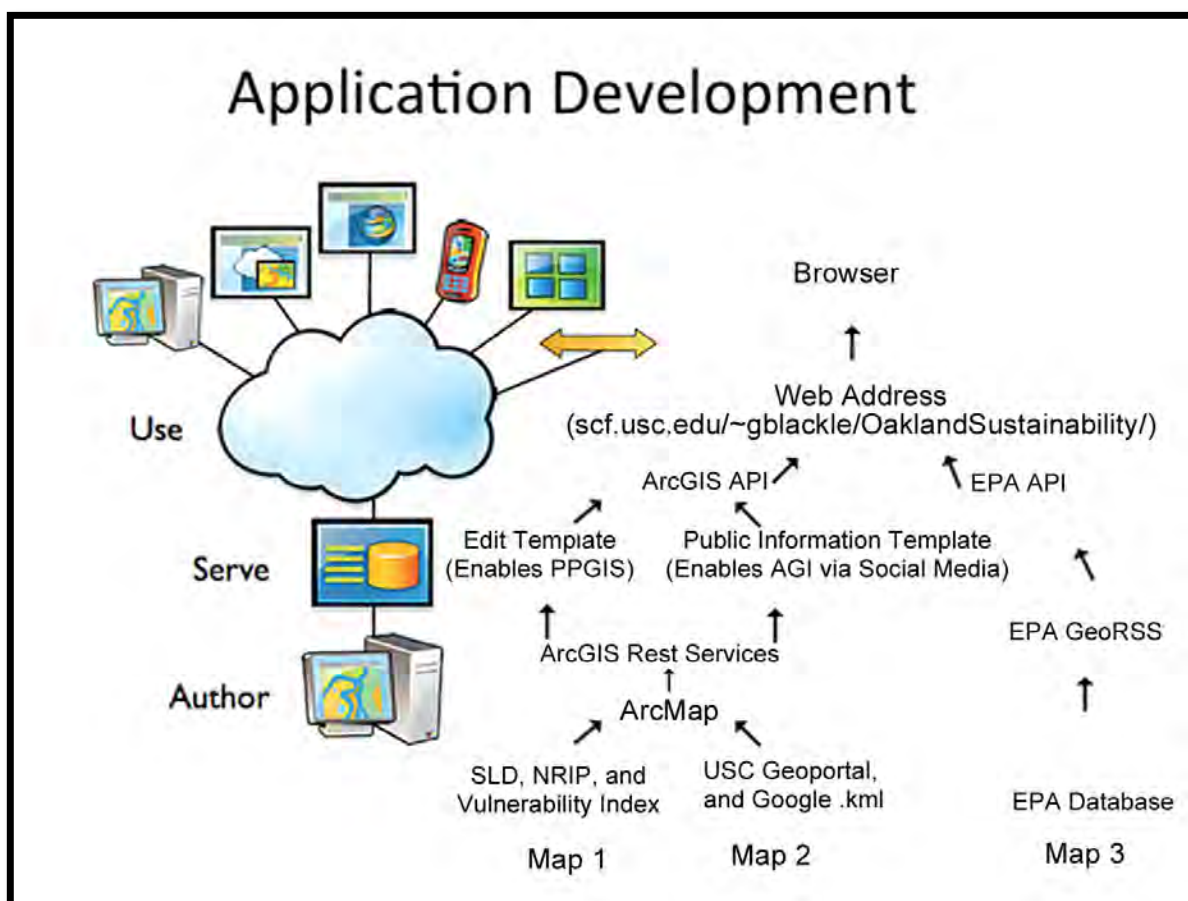 Application Development
Use
Serve
Author
Browser
Web Address
(scf.usc.edu/~gblackle/OaklandSustainability/)
ArcGIS API
EPA API
Edit Template
(Enables PPGIS)
Public Information Template
(Enables AGI via Social Media)
EPA GeoRSS
ArcGIS Rest Services
ArcMap
SLD, NRIP, and
Vulnerability Index
USC Geoportal,
and Google .kml
EPA Database
Map 1
Map 2
Map 3